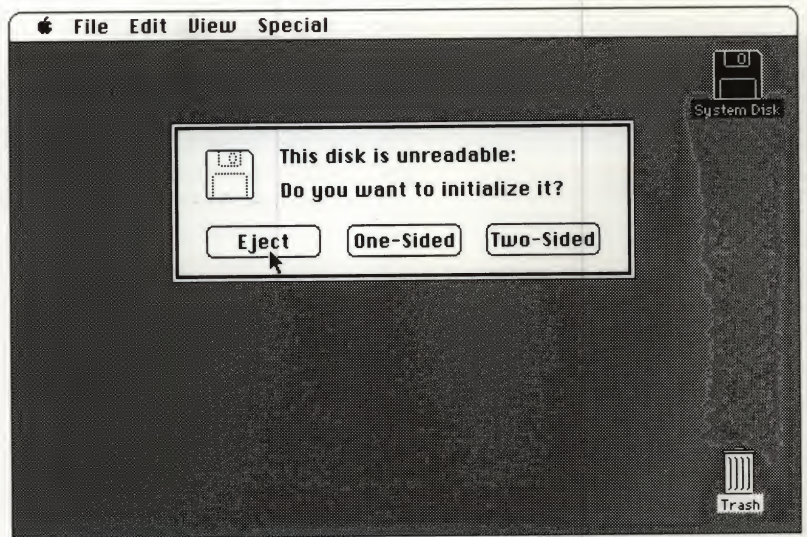 File Edit View Special
System Disk
This disk is unreadable:
Do you want to initialize it?
Eject One-Sided Two-Sided
Trash